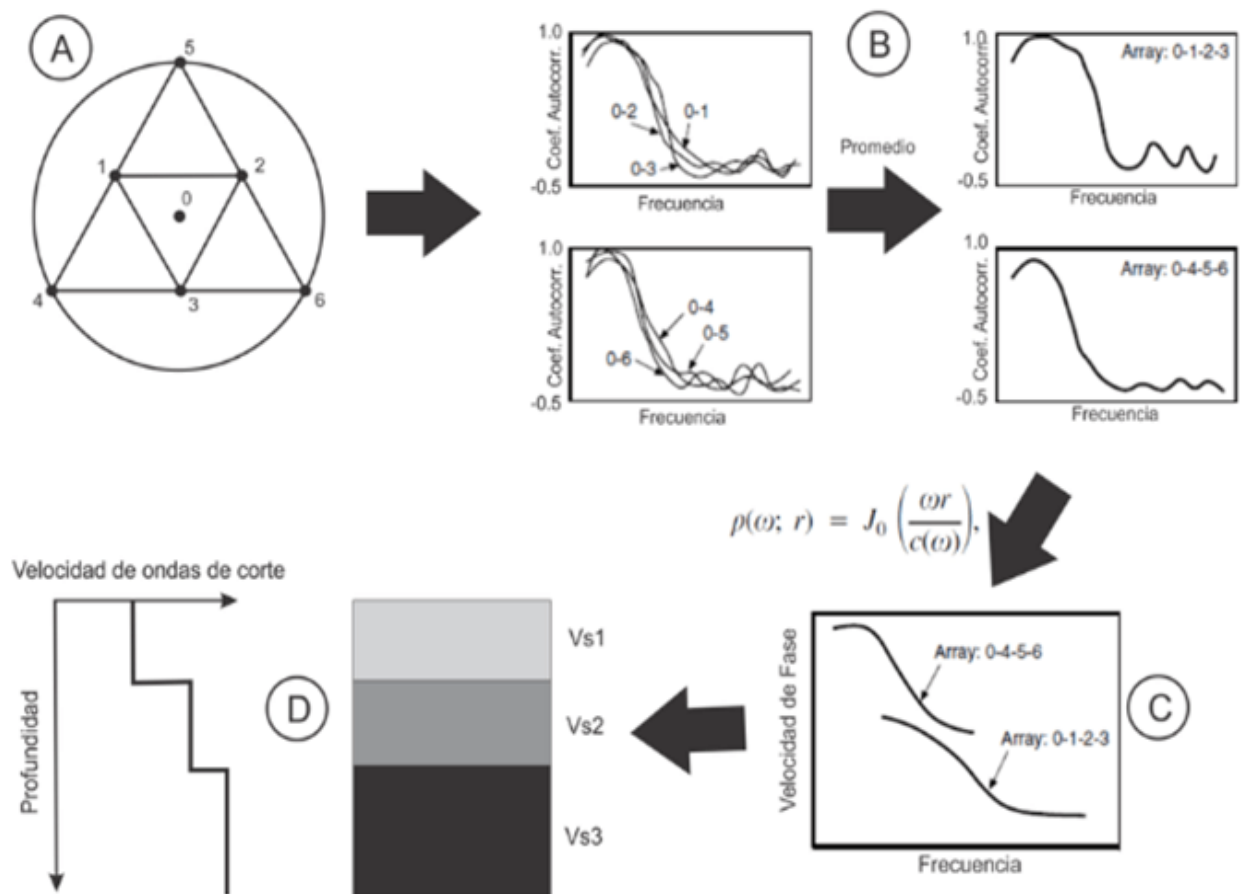 A
5
1
2
0
4
3
6
1.0
Coef. Autocorr.
-0.5
0-2
0-1
0-3
Frecuencia
1.0
Coef. Autocorr.
-0.5
0-4
0-5
0-6
Frecuencia
B
Promedio
1.0
Coef. Autocorr.
-0.5
Array: 0-1-2-3
Frecuencia
1.0
Coef. Autocorr.
-0.5
Array: 0-4-5-6
Frecuencia
ρ(ω; r) = J₀ (ωr / c(ω)),
Velocidad de ondas de corte
Profundidad
D
Vs1
Vs2
Vs3
Velocidad de Fase
Array: 0-4-5-6
Array: 0-1-2-3
Frecuencia
C